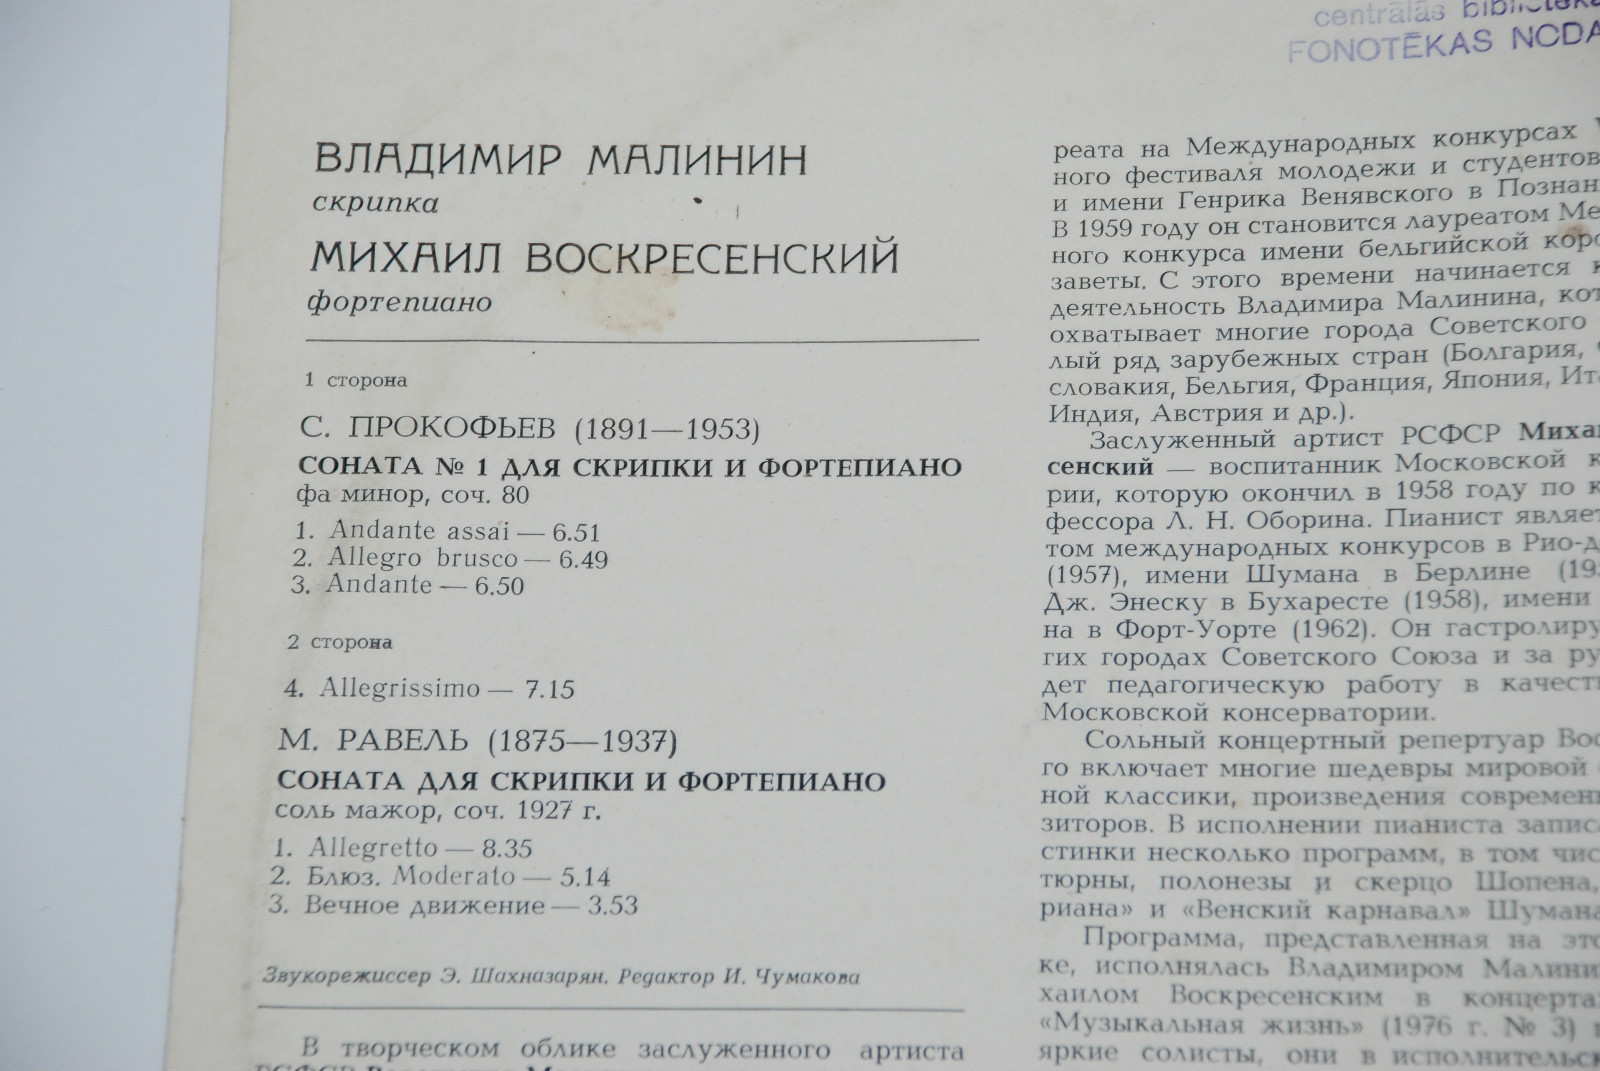 centrālās
FONOTĒKAS
ВЛАДИМИР МАЛИНИН
скрипка
МИХАИЛ ВОСКРЕСЕНСКИЙ
фортепиано
1 сторона
С. ПРОКОФЬЕВ (1891—1953)
СОНАТА № 1 ДЛЯ СКРИПКИ И ФОРТЕПИАНО
фа минор, соч. 80
1. Andante assai — 6.51
2. Allegro brusco — 6.49
3. Andante — 6.50
2 сторона
4. Allegrissimo — 7.15
М. РАВЕЛЬ (1875—1937)
СОНАТА ДЛЯ СКРИПКИ И ФОРТЕПИАНО
соль мажор, соч. 1927 г.
1. Allegretto — 8.35
2. Блюз. Moderato — 5.14
3. Вечное движение — 3.53
Звукорежиссер Э. Шахназарян. Редактор И. Чумакова
В творческом облике заслуженного артиста
реата на Международных конкурсах
ного фестиваля молодежи и студентов
и имени Генрика Венявского в Познан
В 1959 году он становится лауреатом Ме
ного конкурса имени бельгийской коро
заветы. С этого времени начинается к
деятельность Владимира Малинина, кот
охватывает многие города Советского
лый ряд зарубежных стран (Болгария,
словакия, Бельгия, Франция, Япония, Ита
Индия, Австрия и др.).
Заслуженный артист РСФСР Миха
сенский — воспитанник Московской к
рии, которую окончил в 1958 году по к
фессора Л. Н. Оборина. Пианист являет
том международных конкурсов в Рио-д
(1957), имени Шумана в Берлине (19
Дж. Энеску в Бухаресте (1958), имени
на в Форт-Уорте (1962). Он гастролиру
гих городах Советского Союза и за ру
дет педагогическую работу в качест
Московской консерватории.
Сольный концертный репертуар Вос
го включает многие шедевры мировой
ной классики, произведения современ
зиторов. В исполнении пианиста запис
стинки несколько программ, в том чис
тюрны, полонезы и скерцо Шопена,
риана» и «Венский карнавал» Шумана
Программа, представленная на это
ке, исполнялась Владимиром Малини
хаилом Воскресенским в концерта
«Музыкальная жизнь» (1976 г. № 3)
яркие солисты, они в исполнительск